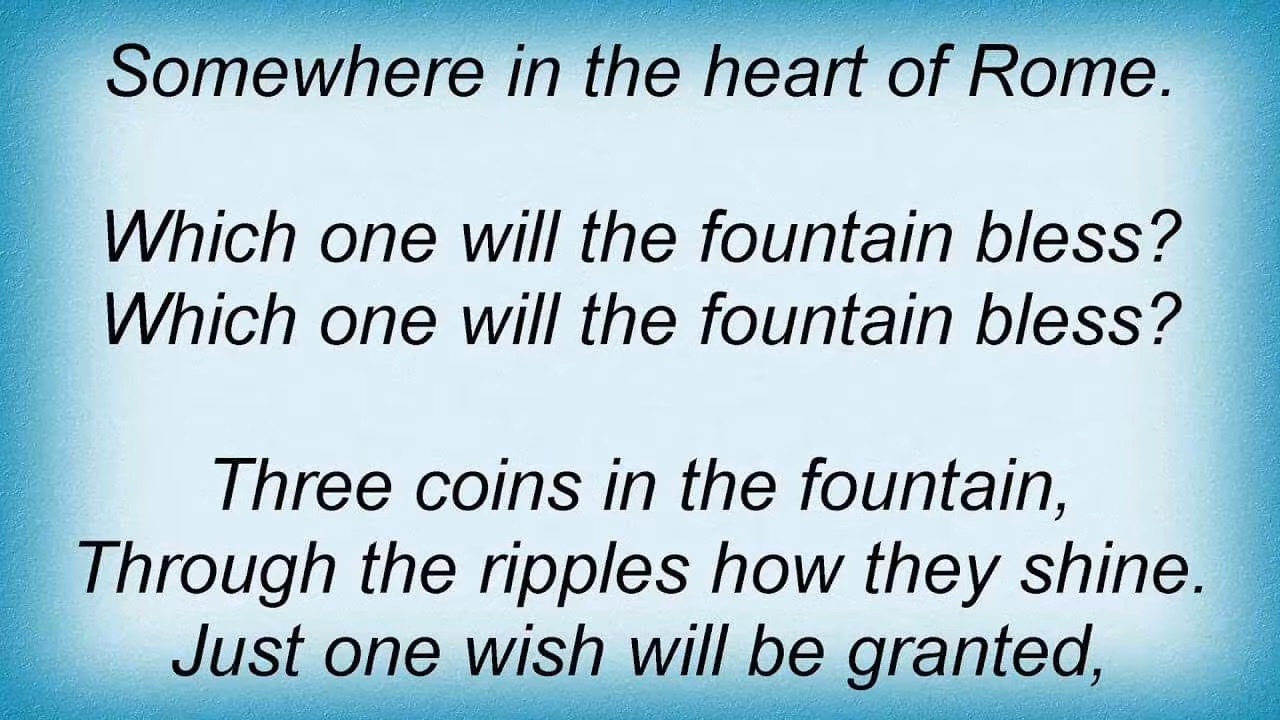 Somewhere in the heart of Rome.
Which one will the fountain bless?
Which one will the fountain bless?
Three coins in the fountain,
Through the ripples how they shine.
Just one wish will be granted,